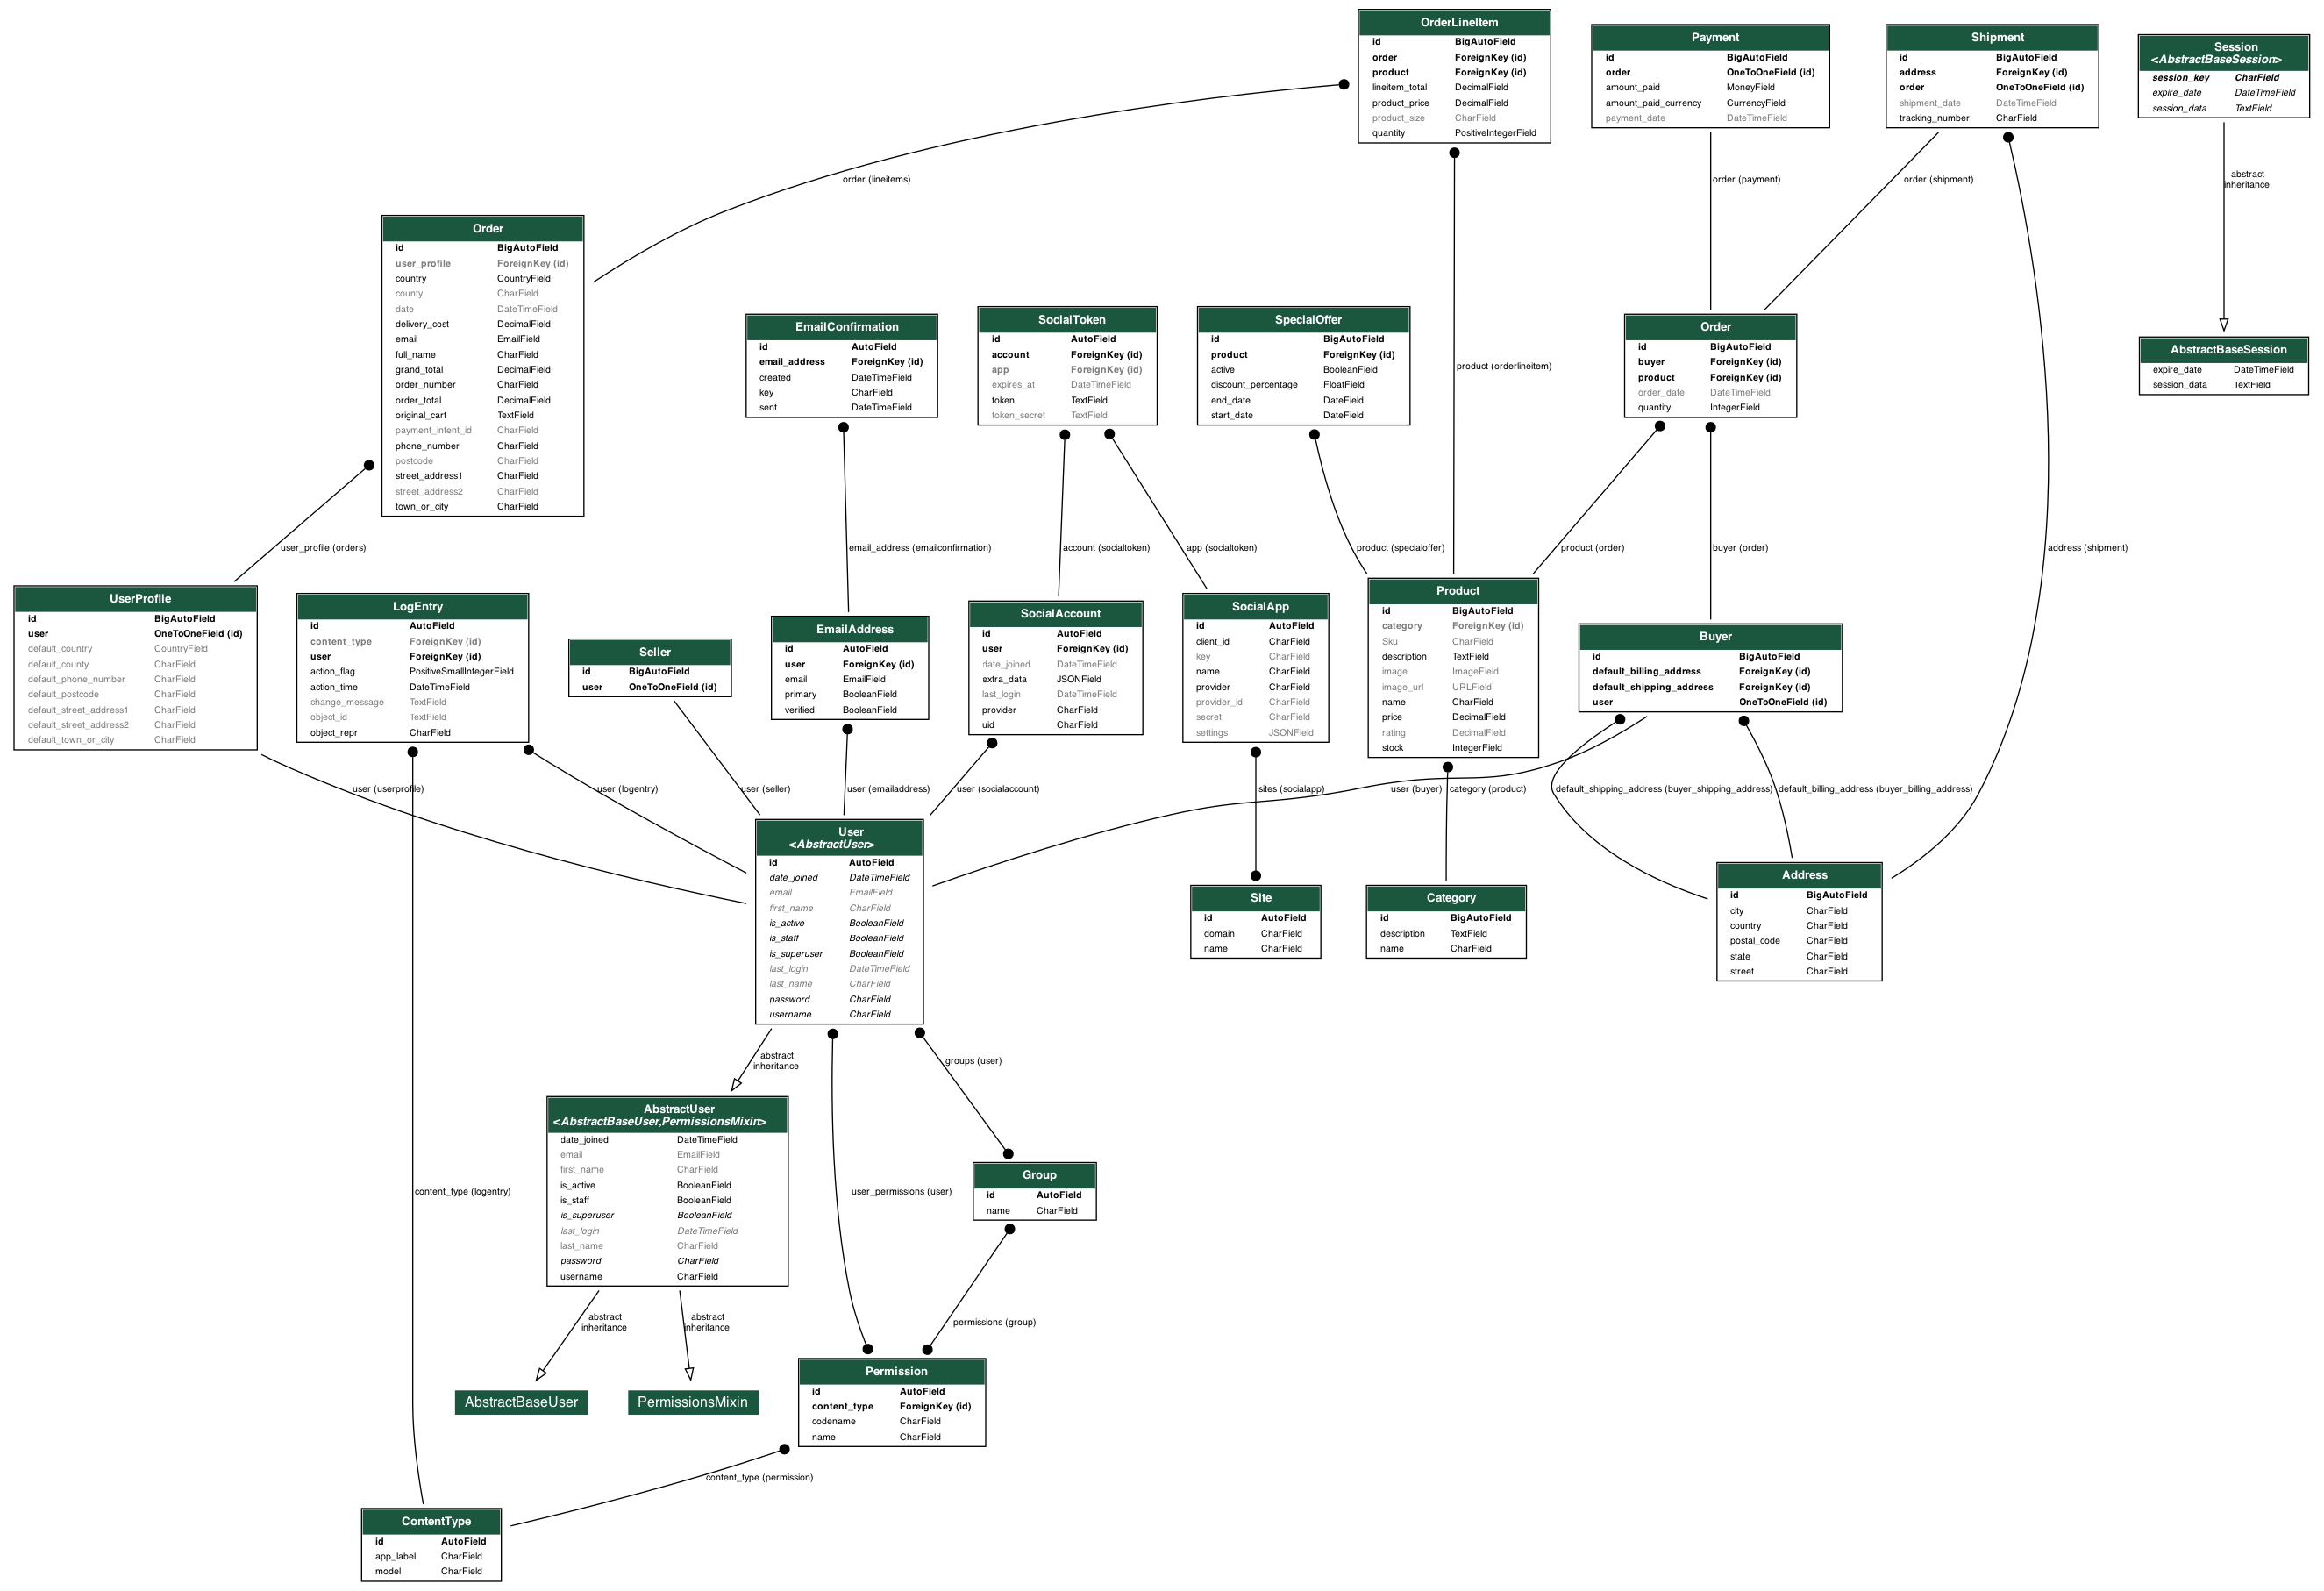 OrderLineItem
id BigAutoField
order ForeignKey (id)
product ForeignKey (id)
lineitem_total DecimalField
product_price DecimalField
product_size CharField
quantity PositiveIntegerField
Payment
id BigAutoField
order OneToOneField (id)
amount_paid MoneyField
amount_paid_currency CurrencyField
payment_date DateTimeField
Shipment
id BigAutoField
address ForeignKey (id)
order OneToOneField (id)
shipment_date DateTimeField
tracking_number CharField
Session
<AbstractBaseSession>
session_key CharField
expire_date DateTimeField
session_data TextField
order (lineitems)
order (payment)
order (shipment)
abstract
inheritance
Order
id BigAutoField
user_profile ForeignKey (id)
country CountryField
county CharField
date DateTimeField
delivery_cost DecimalField
email EmailField
full_name CharField
grand_total DecimalField
order_number CharField
order_total DecimalField
original_cart TextField
payment_intent_id CharField
phone_number CharField
postcode CharField
street_address1 CharField
street_address2 CharField
town_or_city CharField
EmailConfirmation
id AutoField
email_address ForeignKey (id)
created DateTimeField
key CharField
sent DateTimeField
SocialToken
id AutoField
account ForeignKey (id)
app ForeignKey (id)
expires_at DateTimeField
token TextField
token_secret TextField
SpecialOffer
id BigAutoField
product ForeignKey (id)
active BooleanField
discount_percentage FloatField
end_date DateField
start_date DateField
product (orderlineitem)
Order
id BigAutoField
buyer ForeignKey (id)
product ForeignKey (id)
order_date DateTimeField
quantity IntegerField
AbstractBaseSession
expire_date DateTimeField
session_data TextField
user_profile (orders)
email_address (emailconfirmation)
account (socialtoken)
app (socialtoken)
product (specialoffer)
product (order)
buyer (order)
address (shipment)
UserProfile
id BigAutoField
user OneToOneField (id)
default_country CountryField
default_county CharField
default_phone_number CharField
default_postcode CharField
default_street_address1 CharField
default_street_address2 CharField
default_town_or_city CharField
LogEntry
id AutoField
content_type ForeignKey (id)
user ForeignKey (id)
action_flag PositiveSmallIntegerField
action_time DateTimeField
change_message TextField
object_id TextField
object_repr CharField
Seller
id BigAutoField
user OneToOneField (id)
EmailAddress
id AutoField
user ForeignKey (id)
email EmailField
primary BooleanField
verified BooleanField
SocialAccount
id AutoField
user ForeignKey (id)
date_joined DateTimeField
extra_data JSONField
last_login DateTimeField
provider CharField
uid CharField
SocialApp
id AutoField
client_id CharField
key CharField
name CharField
provider CharField
provider_id CharField
secret CharField
settings JSONField
Product
id BigAutoField
category ForeignKey (id)
Sku CharField
description TextField
image ImageField
image_url URLField
name CharField
price DecimalField
rating DecimalField
stock IntegerField
Buyer
id BigAutoField
default_billing_address ForeignKey (id)
default_shipping_address ForeignKey (id)
user OneToOneField (id)
user (userprofile)
user (logentry)
user (seller)
user (emailaddress)
user (socialaccount)
sites (socialapp)
user (buyer)
category (product)
default_shipping_address (buyer_shipping_address)
default_billing_address (buyer_billing_address)
User
<AbstractUser>
id AutoField
date_joined DateTimeField
email EmailField
first_name CharField
is_active BooleanField
is_staff BooleanField
is_superuser BooleanField
last_login DateTimeField
last_name CharField
password CharField
username CharField
Site
id AutoField
domain CharField
name CharField
Category
id BigAutoField
description TextField
name CharField
Address
id BigAutoField
city CharField
country CharField
postal_code CharField
state CharField
street CharField
abstract
inheritance
groups (user)
AbstractUser
<AbstractBaseUser,PermissionsMixin>
date_joined DateTimeField
email EmailField
first_name CharField
is_active BooleanField
is_staff BooleanField
is_superuser BooleanField
last_login DateTimeField
last_name CharField
password CharField
username CharField
content_type (logentry)
user_permissions (user)
Group
id AutoField
name CharField
abstract
inheritance
abstract
inheritance
permissions (group)
AbstractBaseUser
PermissionsMixin
Permission
id AutoField
content_type ForeignKey (id)
codename CharField
name CharField
content_type (permission)
ContentType
id AutoField
app_label CharField
model CharField